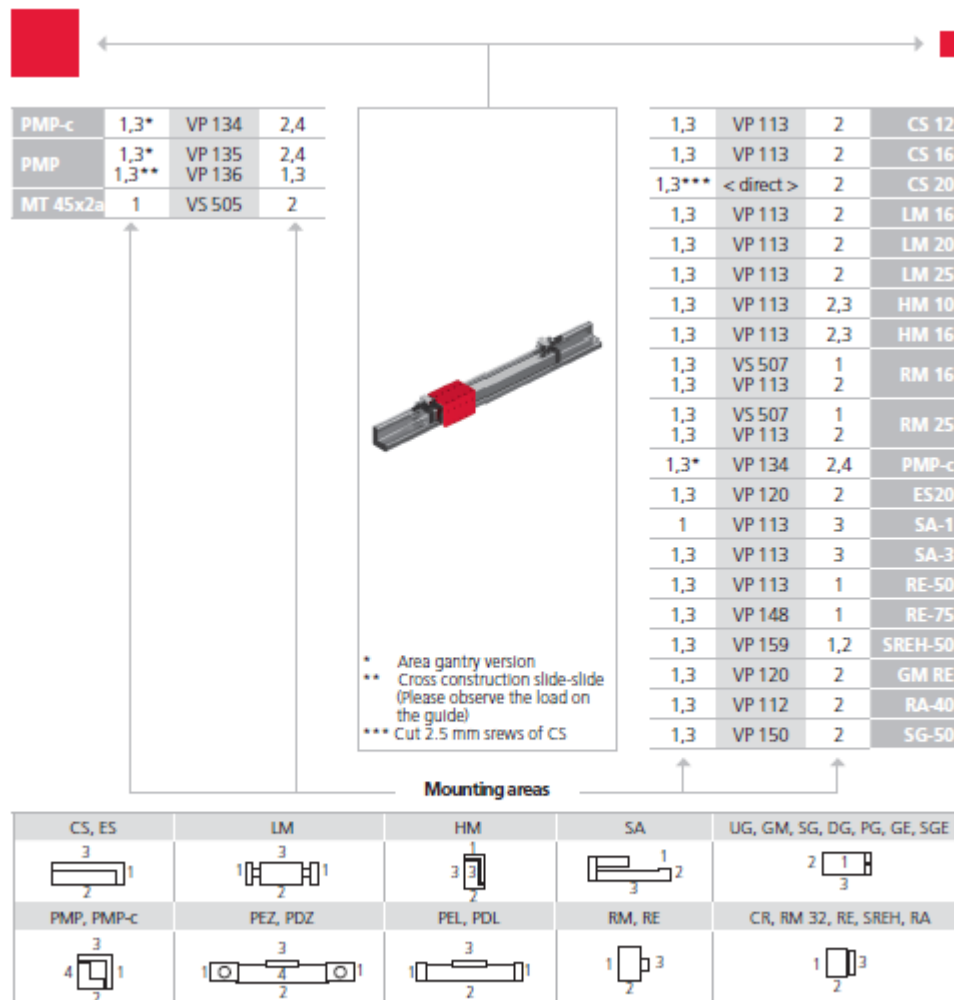 PMP-c 1,3* VP 134 2,4
PMP 1,3* VP 135 2,4
1,3** VP 136 1,3
MT 45x2a 1 VS 505 2
1,3 VP 113 2 CS 12
1,3 VP 113 2 CS 16
1,3*** < direct > 2 CS 20
1,3 VP 113 2 LM 16
1,3 VP 113 2 LM 20
1,3 VP 113 2 LM 25
1,3 VP 113 2,3 HM 10
1,3 VP 113 2,3 HM 16
1,3 VS 507 1 RM 16
1,3 VP 113 2
1,3 VS 507 1 RM 25
1,3 VP 113 2
1,3* VP 134 2,4 PMP-c
1,3 VP 120 2 ES20
1 VP 113 3 SA-1
1,3 VP 113 3 SA-3
1,3 VP 113 1 RE-50
1,3 VP 148 1 RE-75
1,3 VP 159 1,2 SREH-50
1,3 VP 120 2 GM RE
1,3 VP 112 2 RA-40
1,3 VP 150 2 SG-50
* Area gantry version
** Cross construction slide-slide
(Please observe the load on
the guide)
*** Cut 2.5 mm srews of CS
Mounting areas
CS, ES LM HM SA UG, GM, SG, DG, PG, GE, SGE
3 3 1 1
1 1 1 3 3 2 2 1
2 2 2 3 3
PMP, PMP-c PEZ, PDZ PEL, PDL RM, RE CR, RM 32, RE, SREH, RA
3 3 3
4 1 1 4 1 1 1 1 3 1 3
2 2 2 2 2